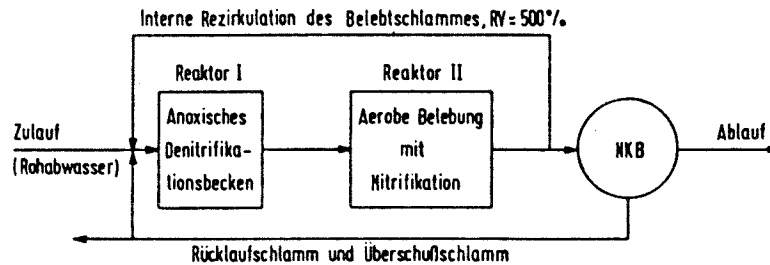 Interne Rezirkulation des Belebtschlammes, RV = 500 %
Reaktor I
Reaktor II
Zulauf
(Rohabwasser)
Anoxisches
Denitrifika-
tionsbecken
Aerobe Belebung
mit
Nitrifikation
NKB
Ablauf
Rücklaufschlamm und Überschußschlamm